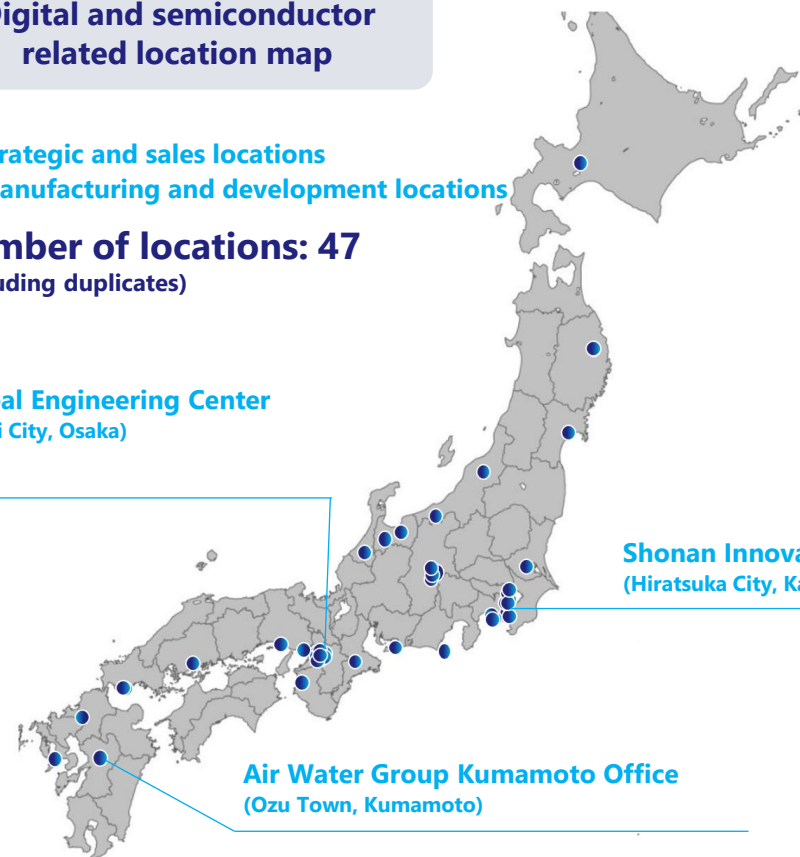 igital and semiconductor
related location map
rategic and sales locations
anufacturing and development locations
mber of locations: 47
uding duplicates)
al Engineering Center
i City, Osaka)
Shonan Innova
(Hiratsuka City, Ka
Air Water Group Kumamoto Office
(Ozu Town, Kumamoto)